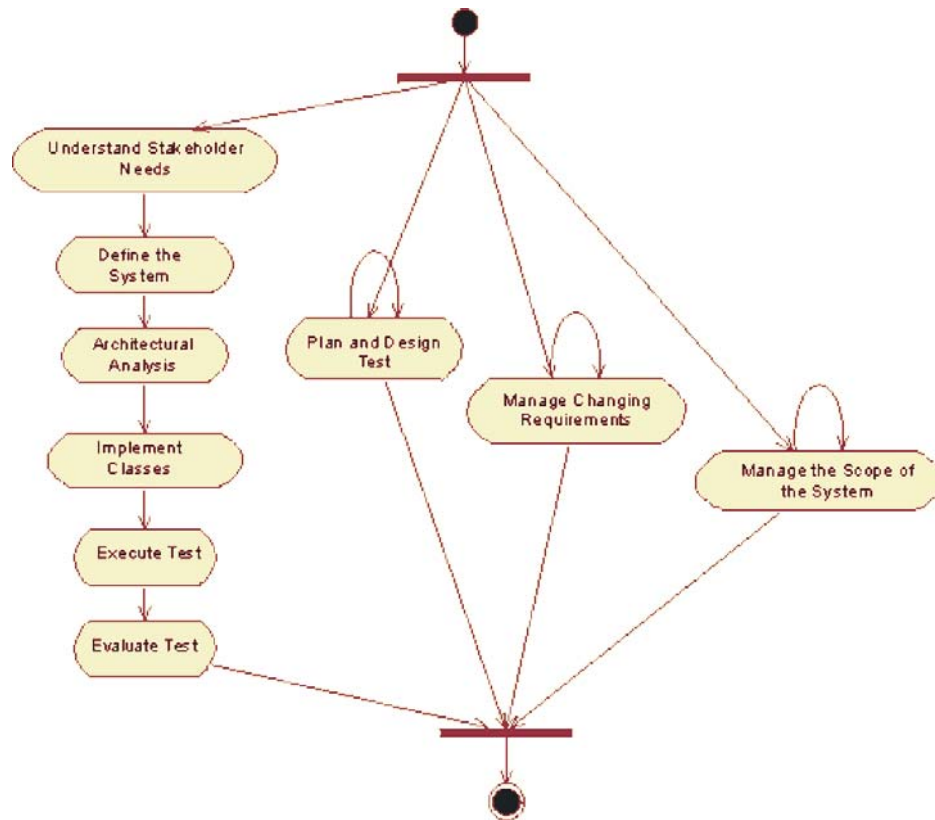 Understand Stakeholder
Needs
Define the
System
Architectural
Analysis
Implement
Classes
Execute Test
Evaluate Test
Plan and Design
Test
Manage Changing
Requirements
Manage the Scope of
the System